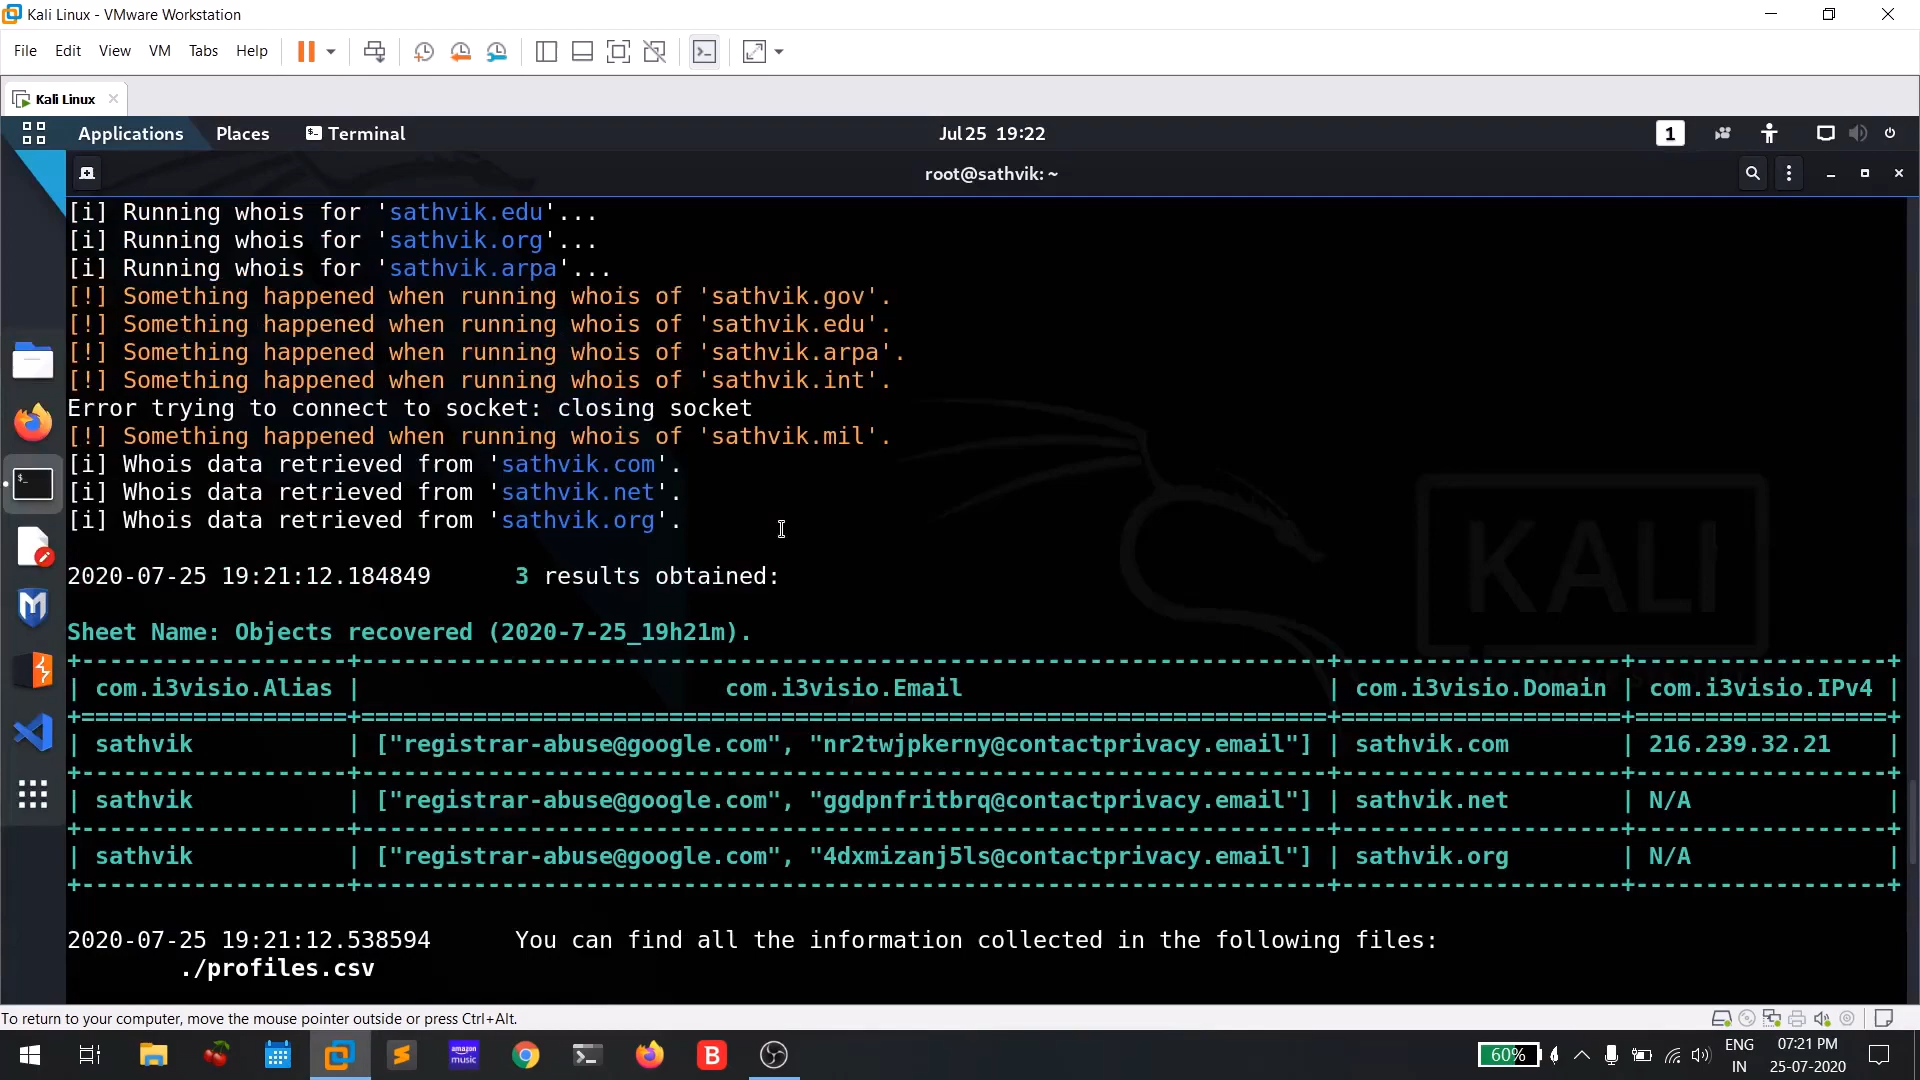 Kali Linux - VMware Workstation
File Edit View VM Tabs Help
Kali Linux
Applications Places Terminal Jul 25 19:22 1
root@sathvik: ~
[i] Running whois for 'sathvik.edu'...
[i] Running whois for 'sathvik.org'...
[i] Running whois for 'sathvik.arpa'...
[!] Something happened when running whois of 'sathvik.gov'.
[!] Something happened when running whois of 'sathvik.edu'.
[!] Something happened when running whois of 'sathvik.arpa'.
[!] Something happened when running whois of 'sathvik.int'.
Error trying to connect to socket: closing socket
[!] Something happened when running whois of 'sathvik.mil'.
[i] Whois data retrieved from 'sathvik.com'.
[i] Whois data retrieved from 'sathvik.net'.
[i] Whois data retrieved from 'sathvik.org'.
KALI
2020-07-25 19:21:12.184849 3 results obtained:
Sheet Name: Objects recovered (2020-7-25_19h21m).
| com.i3visio.Alias | com.i3visio.Email | com.i3visio.Domain | com.i3visio.IPv4 |
| sathvik | ["registrar-abuse@google.com", "nr2twjpkerny@contactprivacy.email"] | sathvik.com | 216.239.32.21 |
| sathvik | ["registrar-abuse@google.com", "ggdpnfritbrq@contactprivacy.email"] | sathvik.net | N/A |
| sathvik | ["registrar-abuse@google.com", "4dxmizanj5ls@contactprivacy.email"] | sathvik.org | N/A |
2020-07-25 19:21:12.538594 You can find all the information collected in the following files:
./profiles.csv
To return to your computer, move the mouse pointer outside or press Ctrl+Alt.
amazon music B 60% ENG 07:21 PM
IN 25-07-2020